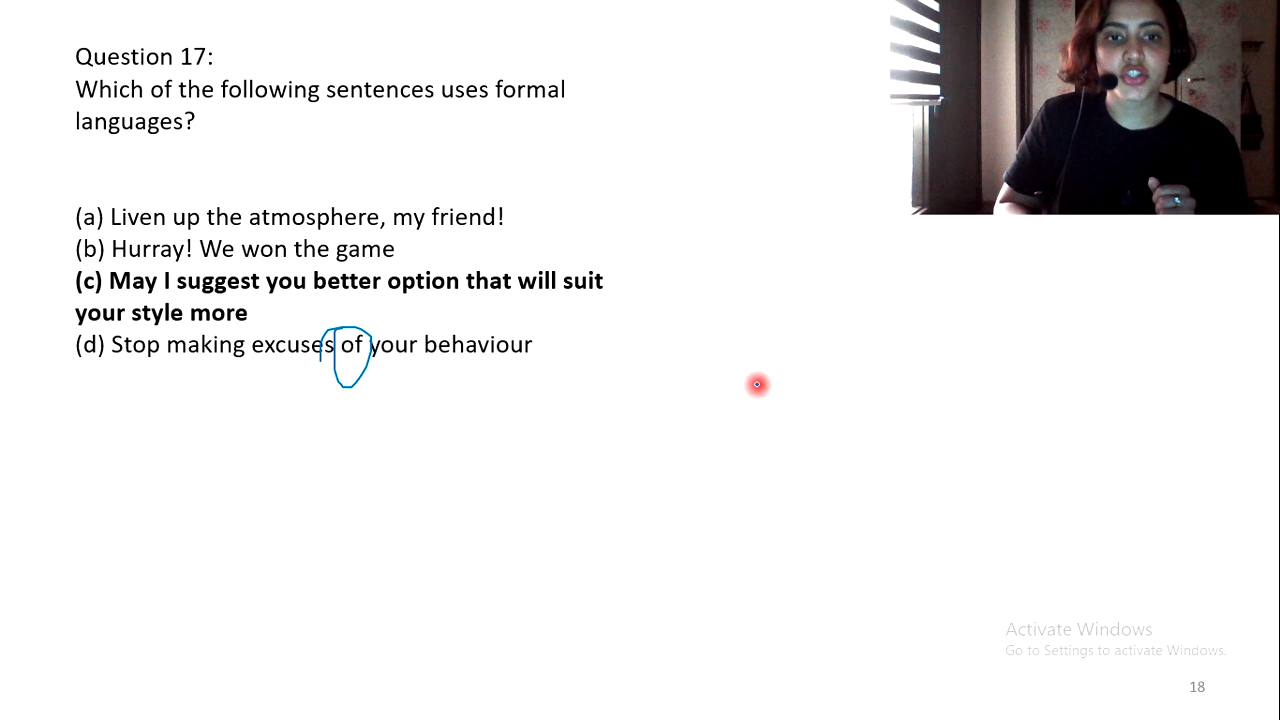 Question 17:
Which of the following sentences uses formal
languages?
(a) Liven up the atmosphere, my friend!
(b) Hurray! We won the game
(c) May I suggest you better option that will suit
your style more
(d) Stop making excuses of your behaviour
Activate Windows
Go to Settings to activate Windows.
18